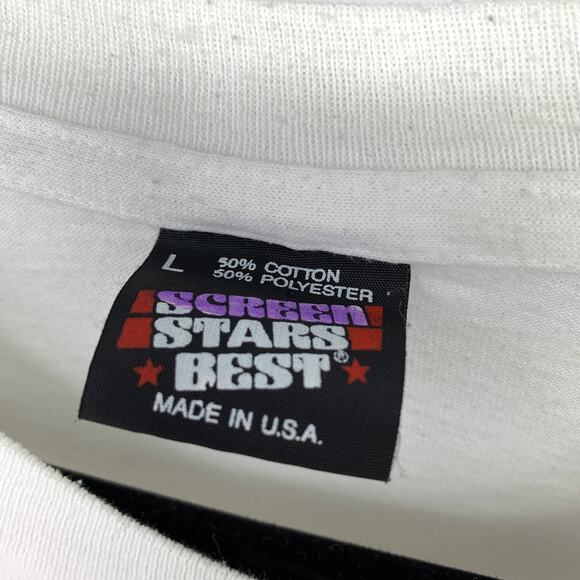 L
50% COTTON
50% POLYESTER
SCREEN
STARS
BEST®
MADE IN U.S.A.